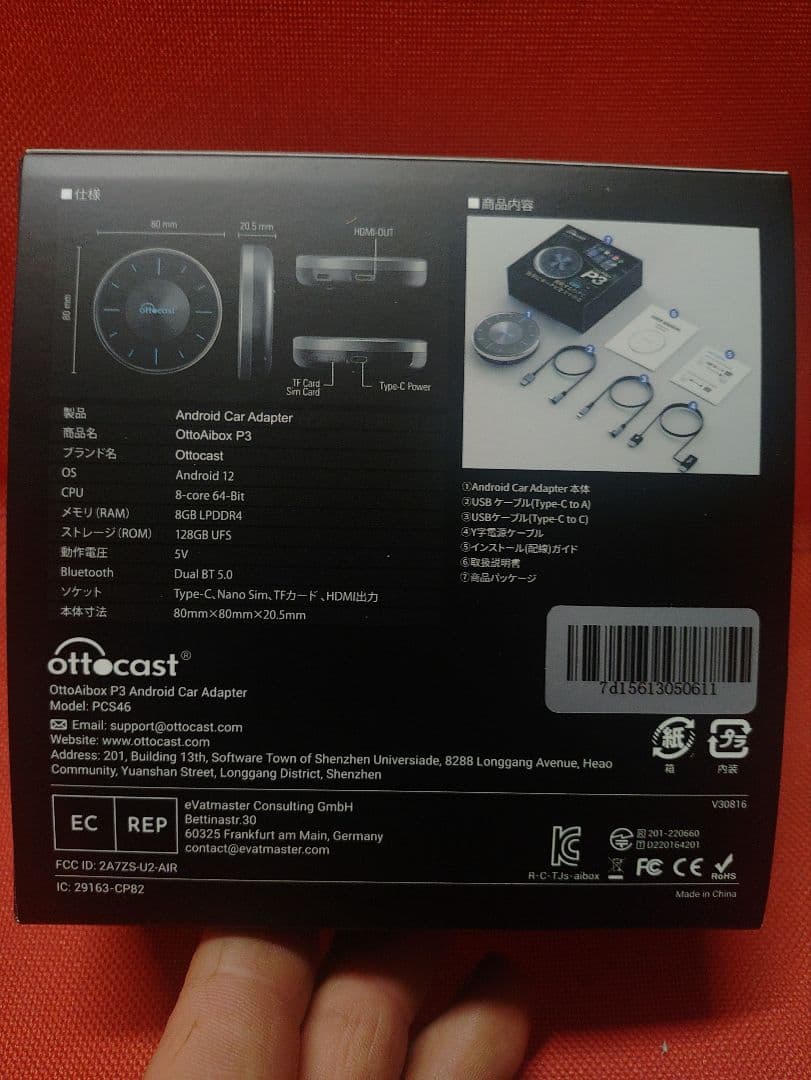 ■仕様
60 mm
20.5 mm
HDMI-OUT
80 mm
ottocast
TF Card
Sim Card
Type-C Power
製品 Android Car Adapter
商品名 OttoAibox P3
ブランド名 Ottocast
OS Android 12
CPU 8-core 64-Bit
メモリ(RAM) 8GB LPDDR4
ストレージ(ROM) 128GB UFS
動作電圧 5V
Bluetooth Dual BT 5.0
ソケット Type-C、Nano Sim、TFカード、HDMI出力
本体寸法 80mm×80mm×20.5mm
■商品内容
P3
①Android Car Adapter 本体
②USB ケーブル(Type-C to A)
③USBケーブル(Type-C to C)
④Y字電源ケーブル
⑤インストール(配線)ガイド
⑥取扱説明書
⑦商品パッケージ
7d15613050611
ottocast®
OttoAibox P3 Android Car Adapter
Model: PCS46
Email: support@ottocast.com
Website: www.ottocast.com
Address: 201, Building 13th, Software Town of Shenzhen Universiade, 8288 Longgang Avenue, Heao
Community, Yuanshan Street, Longgang District, Shenzhen
紙 プラ
箱 内装
V30816
EC REP
eVatmaster Consulting GmbH
Bettinastr.30
60325 Frankfurt am Main, Germany
contact@evatmaster.com
FCC ID: 2A7ZS-U2-AIR
IC: 29163-CP82
R-C-TJs-aibox
R 201-220660
T D220164201
FC CE RoHS
Made in China